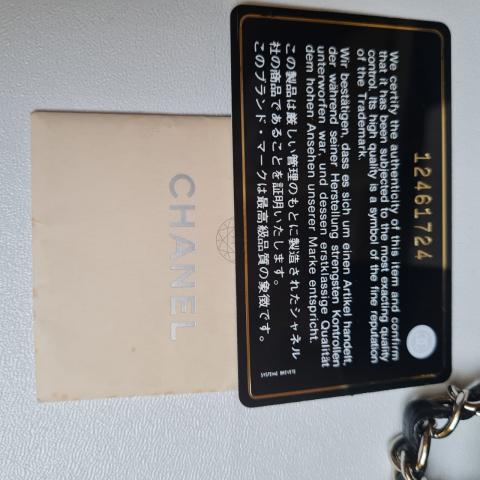 12461724
We certify the authenticity of this item and confirm
that it has been subjected to the most exacting quality
control. Its high quality is a symbol of the fine reputation
of the Trademark.
Wir bestätigen, dass es sich um einen Artikel handelt,
der während seiner Herstellung strengsten Kontrollen
unterworfen war, und dessen erstklassige Qualität
dem hohen Ansehen unserer Marke entspricht.
この製品は厳しい管理のもとに製造されたシャネル
社の商品であることを証明いたします。
このブランド・マークは最高級品質の象徴です。
SYSTEME BREVETE
CHANEL